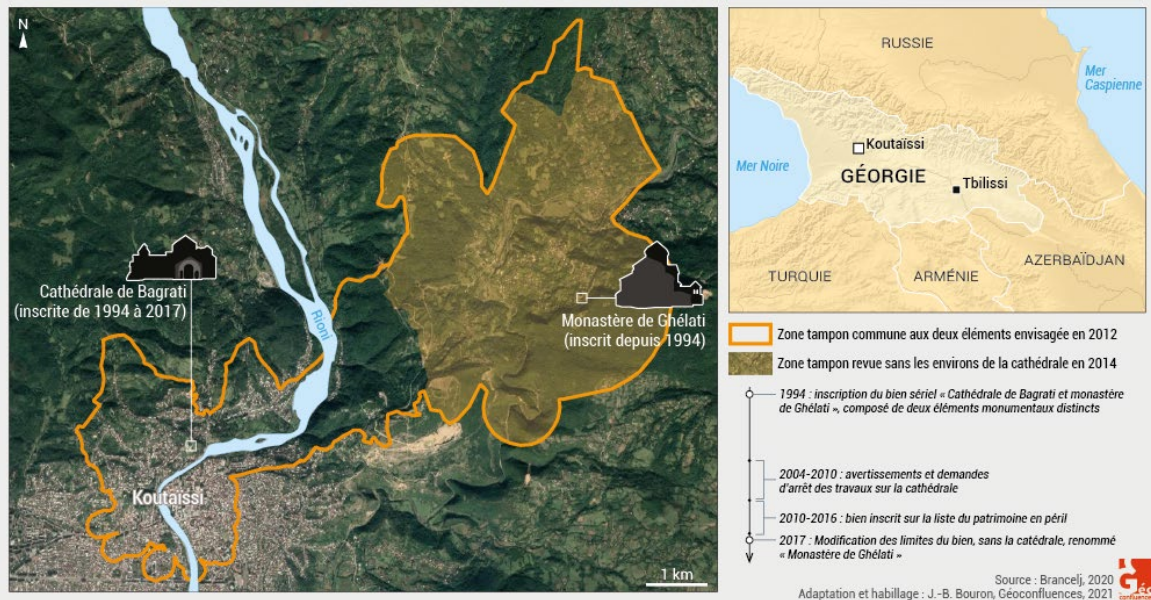 N
Cathédrale de Bagrati
(inscrite de 1994 à 2017)
Rioni
Monastère de Ghélati
(inscrit depuis 1994)
Koutaïssi
1 km
RUSSIE
Mer
Caspienne
Mer Noire
Koutaïssi
GÉORGIE
Tbilissi
TURQUIE
ARMÉNIE
AZERBAÏDJAN
Zone tampon commune aux deux éléments envisagée en 2012
Zone tampon revue sans les environs de la cathédrale en 2014
1994 : inscription du bien sériel « Cathédrale de Bagrati et monastère
de Ghélati », composé de deux éléments monumentaux distincts
2004-2010 : avertissements et demandes
d'arrêt des travaux sur la cathédrale
2010-2016 : bien inscrit sur la liste du patrimoine en péril
2017 : Modification des limites du bien, sans la catédrale, renommé
« Monastère de Ghélati »
Source : Brancelj, 2020
Adaptation et habillage : J.-B. Bouron, Géoconfluences, 2021
Géo
confluences